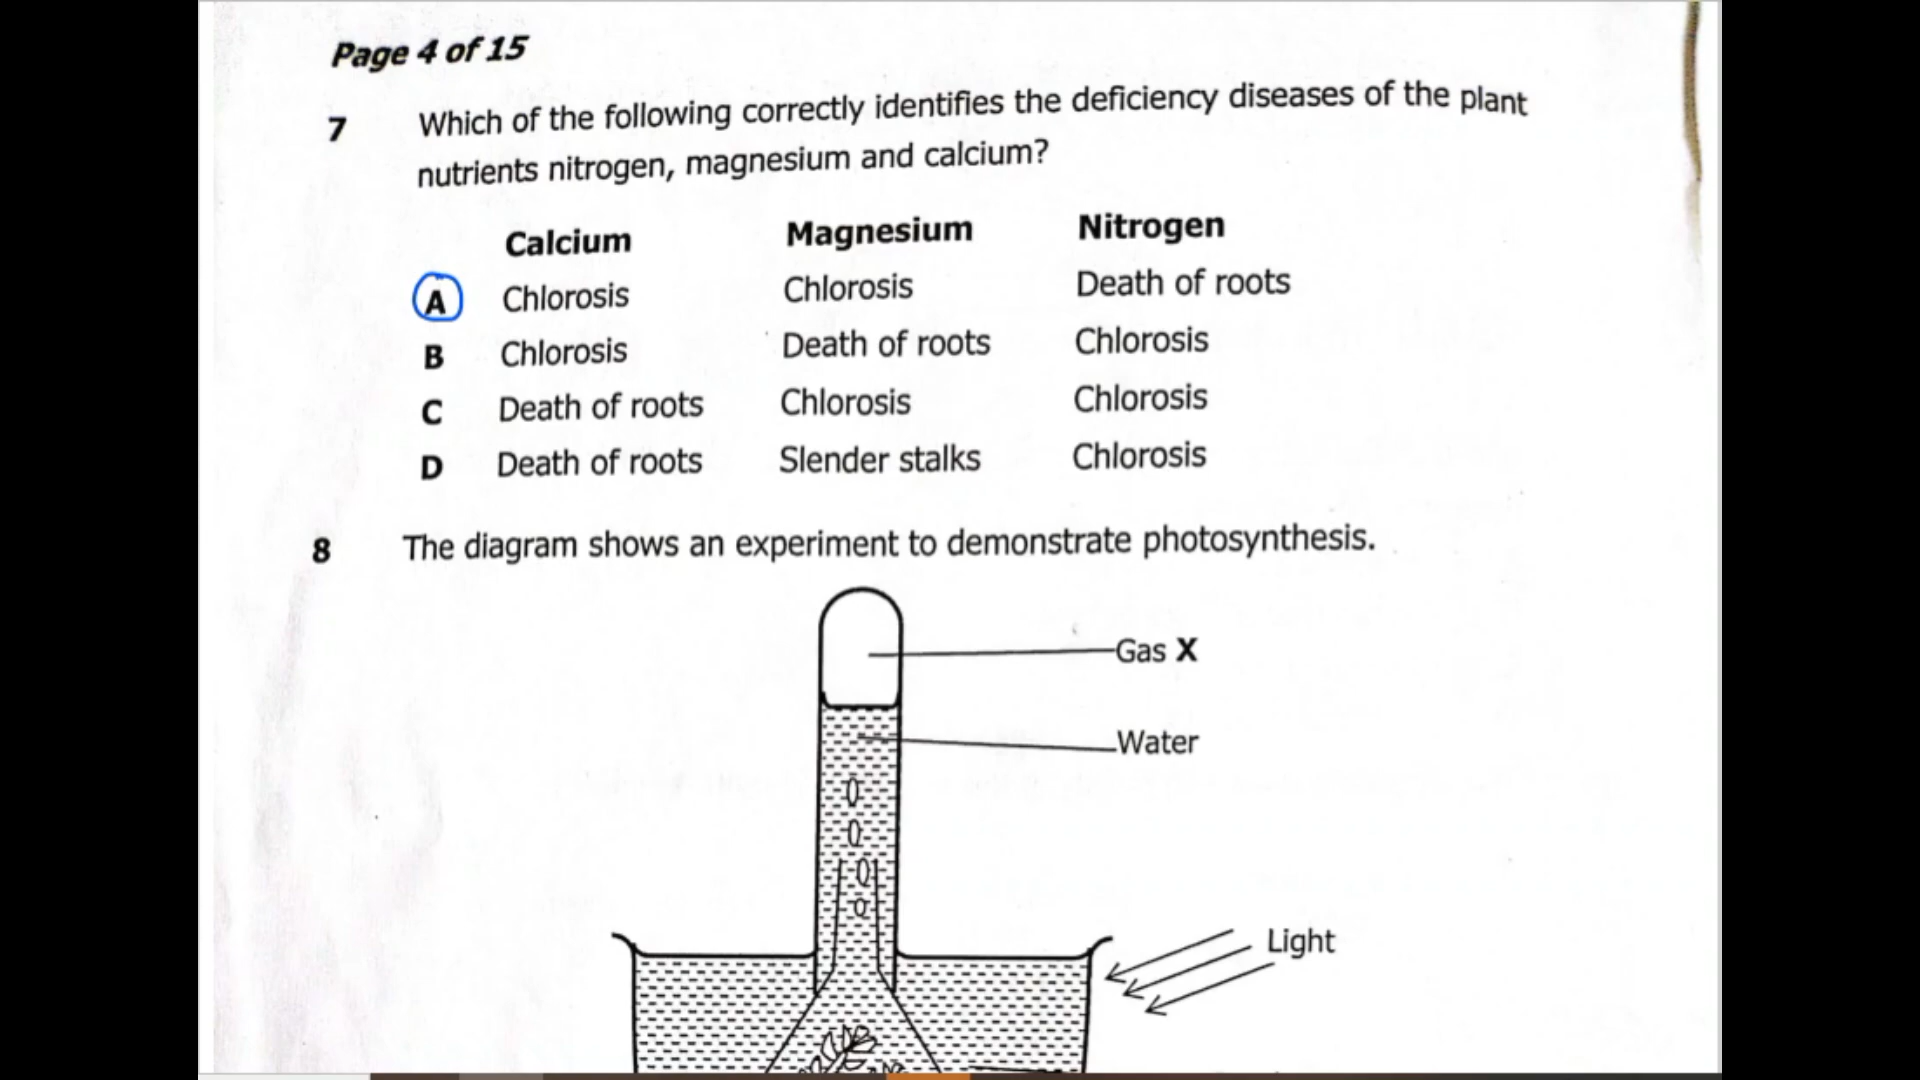 Page 4 of 15
7 Which of the following correctly identifies the deficiency diseases of the plant
nutrients nitrogen, magnesium and calcium?
Calcium Magnesium Nitrogen
A Chlorosis Chlorosis Death of roots
B Chlorosis Death of roots Chlorosis
C Death of roots Chlorosis Chlorosis
D Death of roots Slender stalks Chlorosis
8 The diagram shows an experiment to demonstrate photosynthesis.
Gas X
Water
Light